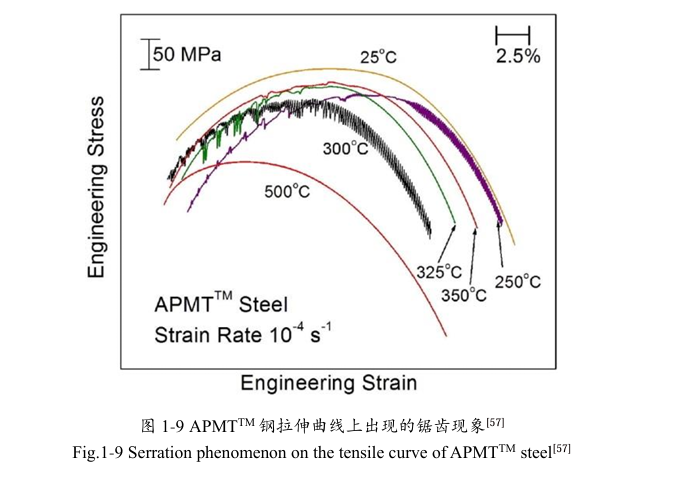 50 MPa
25°C
2.5%
Engineering Stress
300°C
500°C
325°C
350°C
250°C
APMT™ Steel
Strain Rate 10⁻⁴ s⁻¹
Engineering Strain
图 1-9 APMT™ 钢拉伸曲线上出现的锯齿现象[57]
Fig.1-9 Serration phenomenon on the tensile curve of APMT™ steel[57]